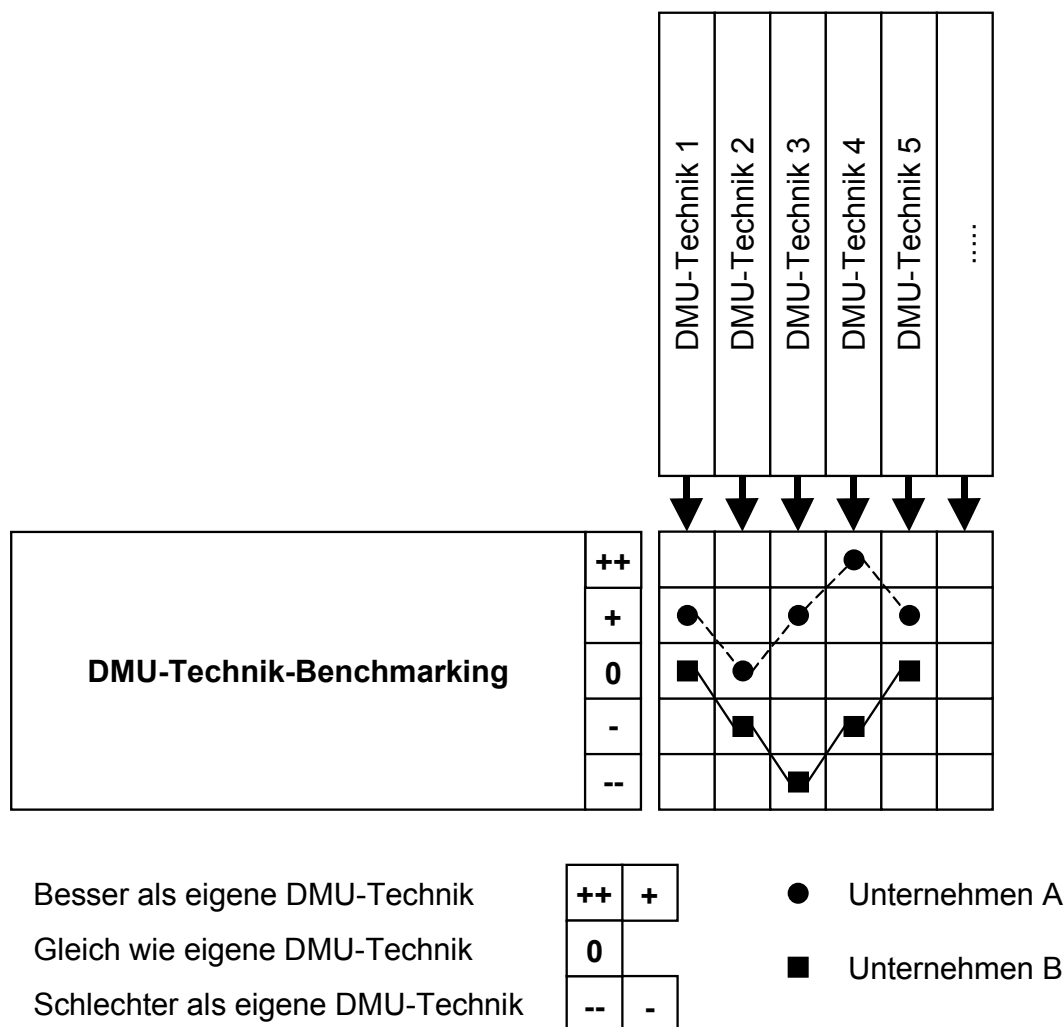 DMU-Technik 1
DMU-Technik 2
DMU-Technik 3
DMU-Technik 4
DMU-Technik 5
.....
DMU-Technik-Benchmarking
++
+
0
-
--
Besser als eigene DMU-Technik ++ +
Gleich wie eigene DMU-Technik 0
Schlechter als eigene DMU-Technik -- -
Unternehmen A
Unternehmen B